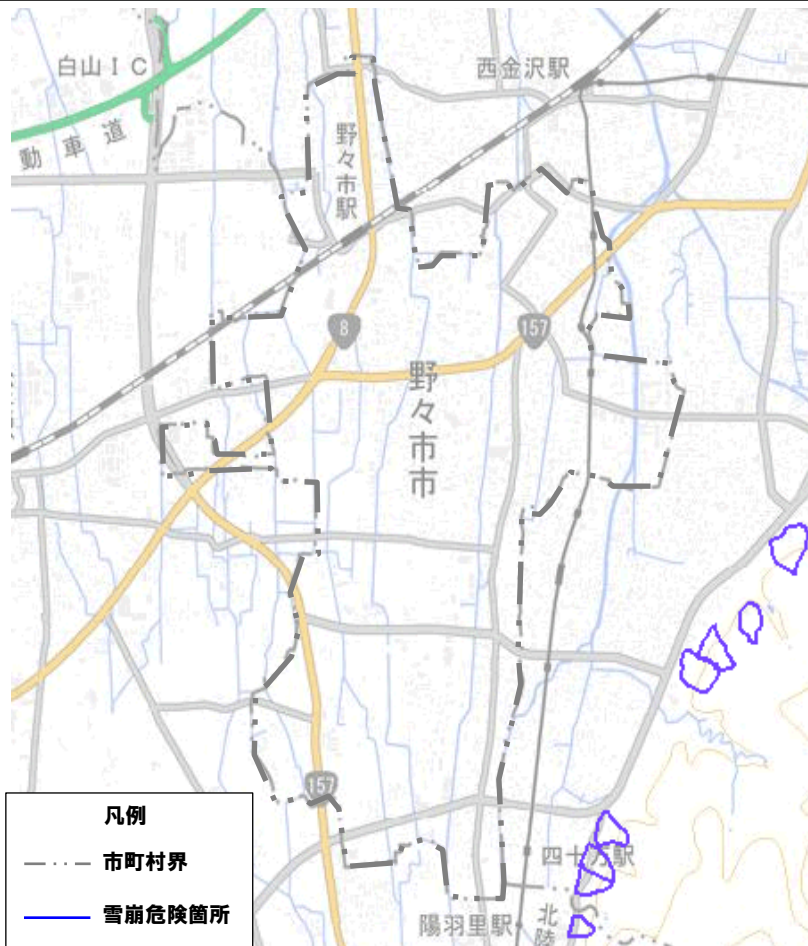 白山ＩＣ
西金沢駅
動車道
野々市駅
8
157
野々市市
157
四十万駅
陽羽里駅
北陸
凡例
市町村界
雪崩危険箇所